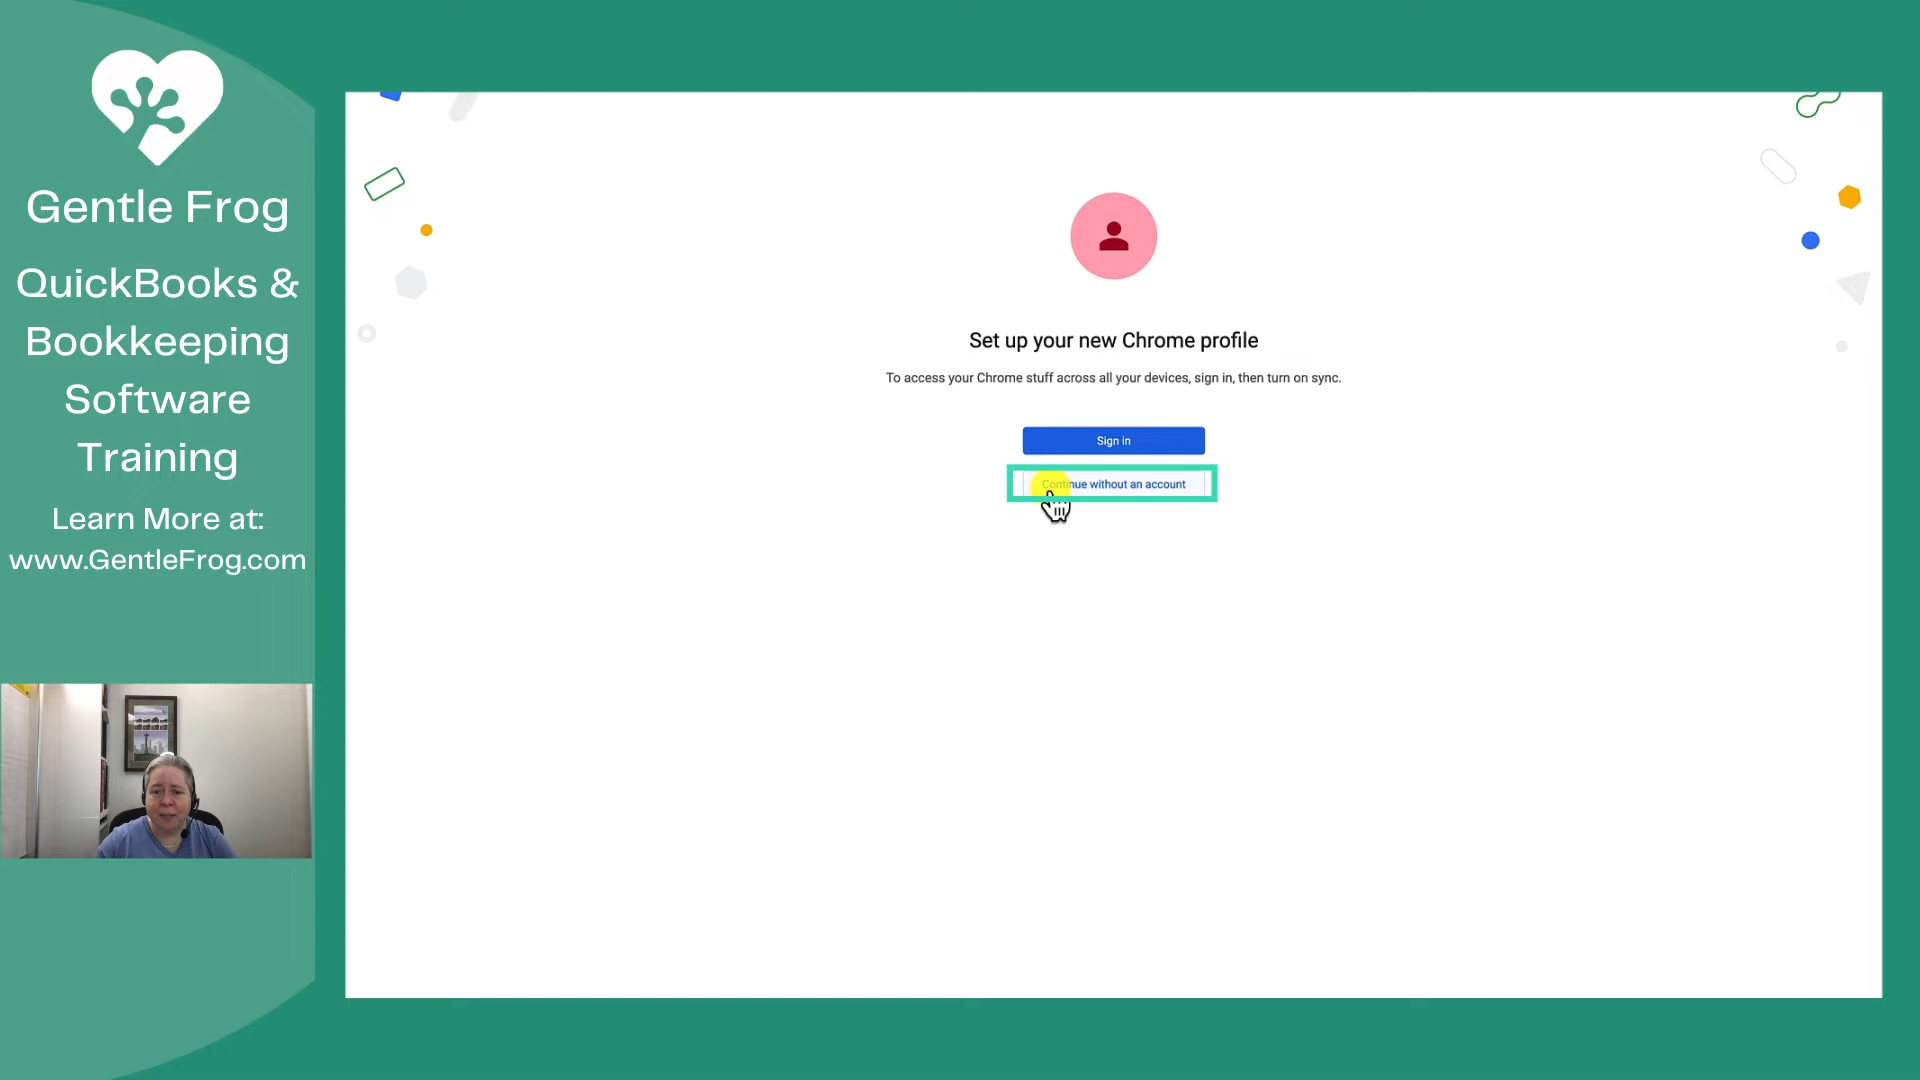 Gentle Frog
QuickBooks &
Bookkeeping
Software
Training
Learn More at:
www.GentleFrog.com
Set up your new Chrome profile
To access your Chrome stuff across all your devices, sign in, then turn on sync.
Sign in
Continue without an account